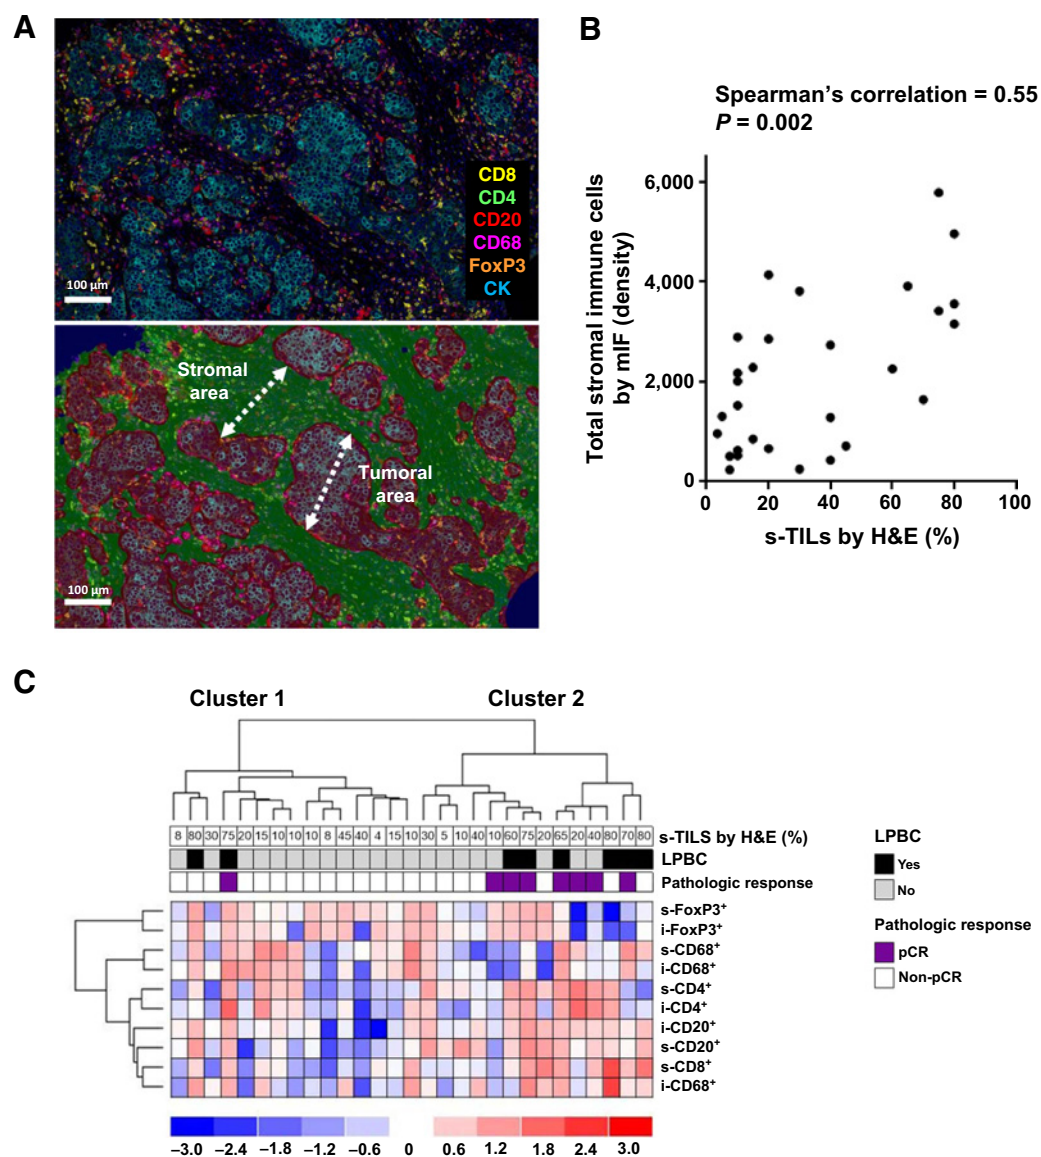 A
CD8
CD4
CD20
CD68
FoxP3
CK
100 µm
Stromal
area
Tumoral
area
100 µm
B
Spearman's correlation = 0.55
P = 0.002
Total stromal immune cells
by mIF (density)
6,000
4,000
2,000
0
0 20 40 60 80 100
s-TILs by H&E (%)
C
Cluster 1 Cluster 2
8 80 30 75 20 15 10 10 10 8 45 40 4 15 10 30 5 10 40 10 60 75 20 65 20 40 80 70 80 s-TILS by H&E (%)
LPBC
Pathologic response
s-FoxP3+
i-FoxP3+
s-CD68+
i-CD68+
s-CD4+
i-CD4+
i-CD20+
s-CD20+
s-CD8+
i-CD68+
LPBC
Yes
No
Pathologic response
pCR
Non-pCR
–3.0 –2.4 –1.8 –1.2 –0.6 0 0.6 1.2 1.8 2.4 3.0